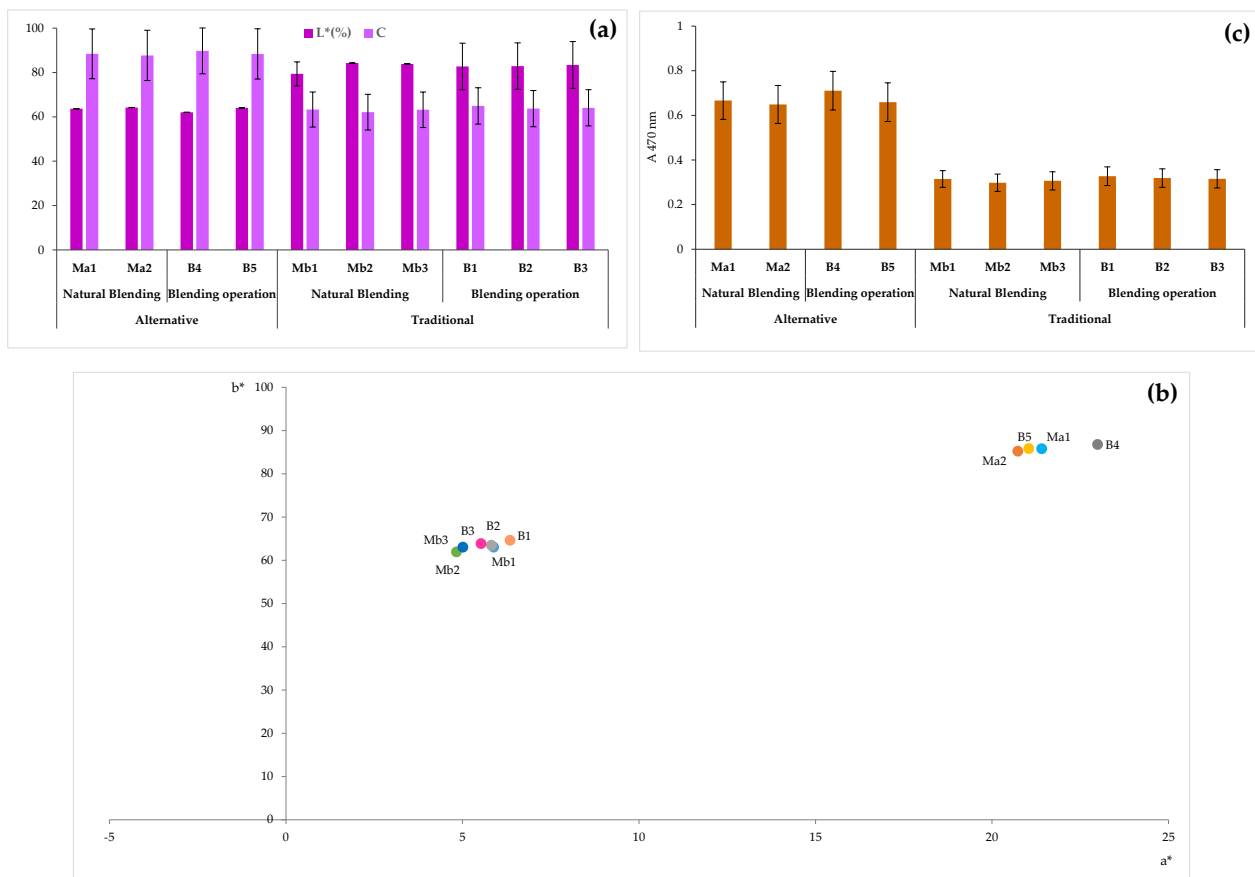 100
80
60
40
20
0
L*(%) C
(a)
Ma1 Ma2 B4 B5 Mb1 Mb2 Mb3 B1 B2 B3
Natural Blending Blending operation Natural Blending Blending operation
Alternative Traditional
(c)
A 470 nm
1
0.8
0.6
0.4
0.2
0
Ma1 Ma2 B4 B5 Mb1 Mb2 Mb3 B1 B2 B3
Natural Blending Blending operation Natural Blending Blending operation
Alternative Traditional
(b)
b*
100
90
80
70
60
50
40
30
20
10
0
B5 Ma1 B4
Ma2
B3 B2 B1
Mb3
Mb2 Mb1
-5 0 5 10 15 20 25
a*